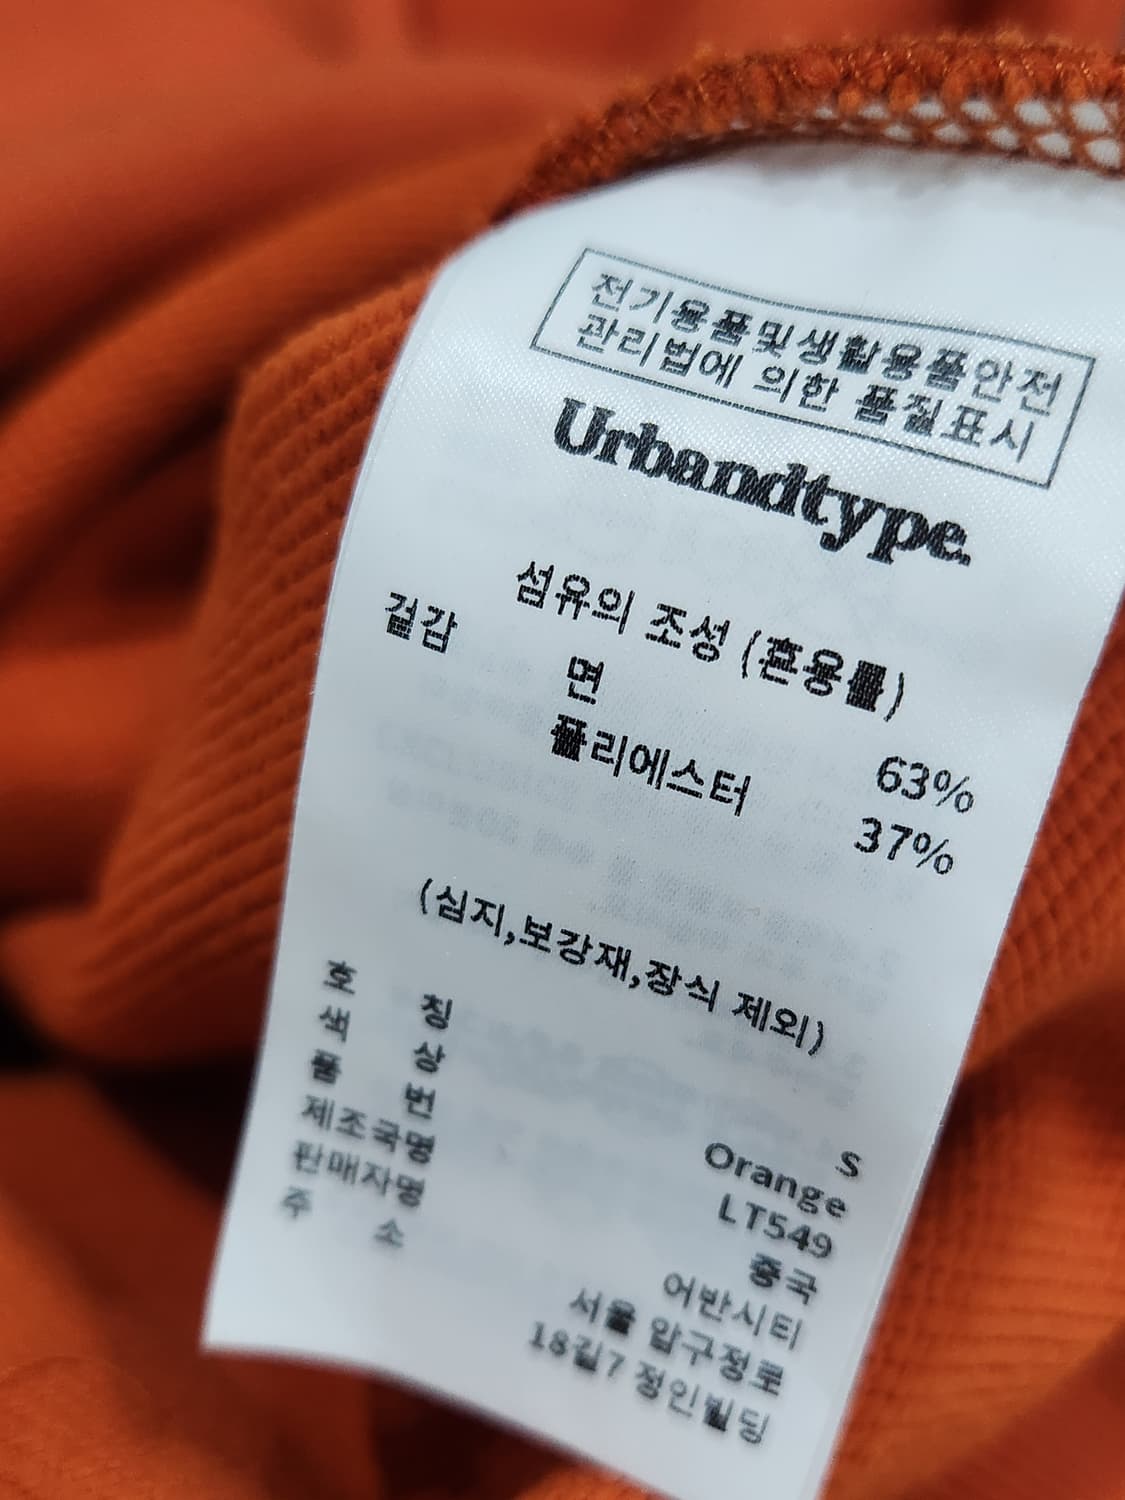 전기용품및생활용품안전
관리법에 의한 품질표시
Urbandtype.
섬유의 조성 (혼용률)
겉감
면 63%
폴리에스터 37%
(심지,보강재,장식 제외)
호 칭 S
색 상 Orange
품 번 LT549
제조국명 중국
판매자명 어반시티
주 소 서울 압구정로
18길7 정인빌딩